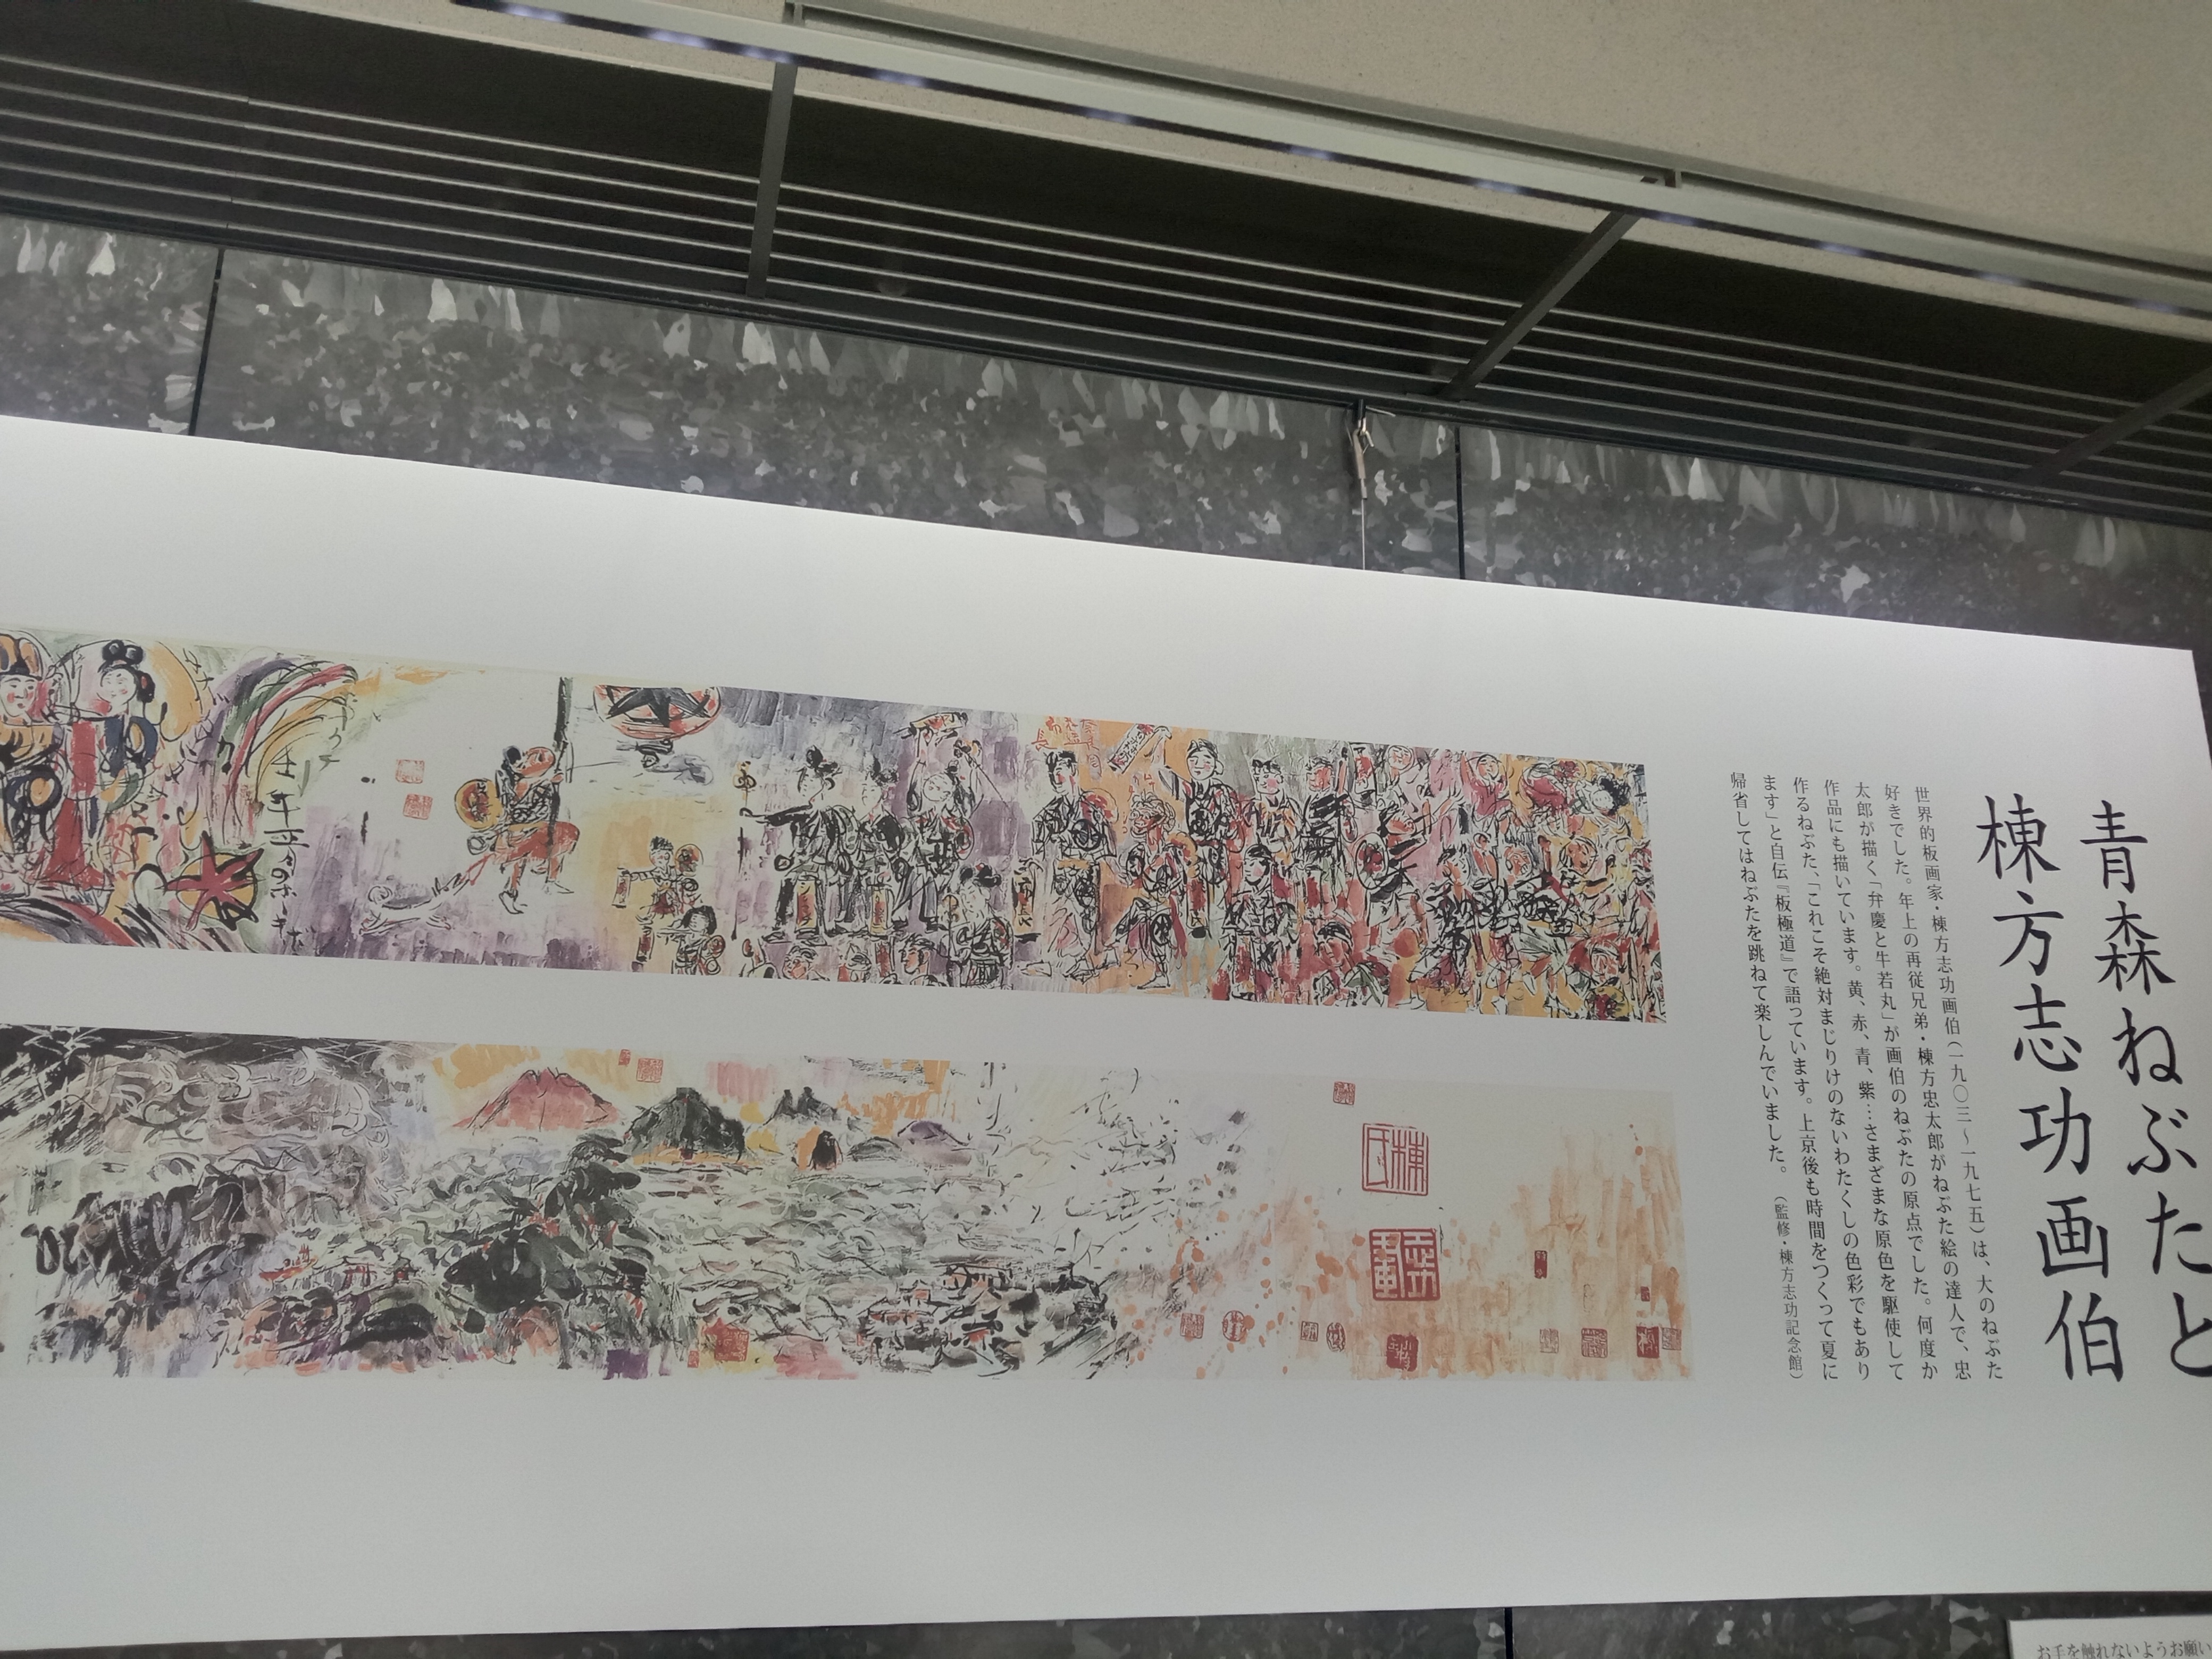 青森ねぶたと
棟方志功画伯
世界的板画家・棟方志功画伯(一九〇三～一九七五)は、大のねぶた
好きでした。年上の再従兄弟・棟方忠太郎がねぶた絵の達人で、忠
太郎が描く「弁慶と牛若丸」が画伯のねぶたの原点でした。何度か
作品にも描いています。黄、赤、青、紫…さまざまな原色を駆使して
作るねぶた、「これこそ絶対まじりけのないわたくしの色彩でもあり
ます」と自伝『板極道』で語っています。上京後も時間をつくって夏に
帰省してはねぶたを跳ねて楽しんでいました。
(監修・棟方志功記念館)
棟氏
お手を触れないようお願い